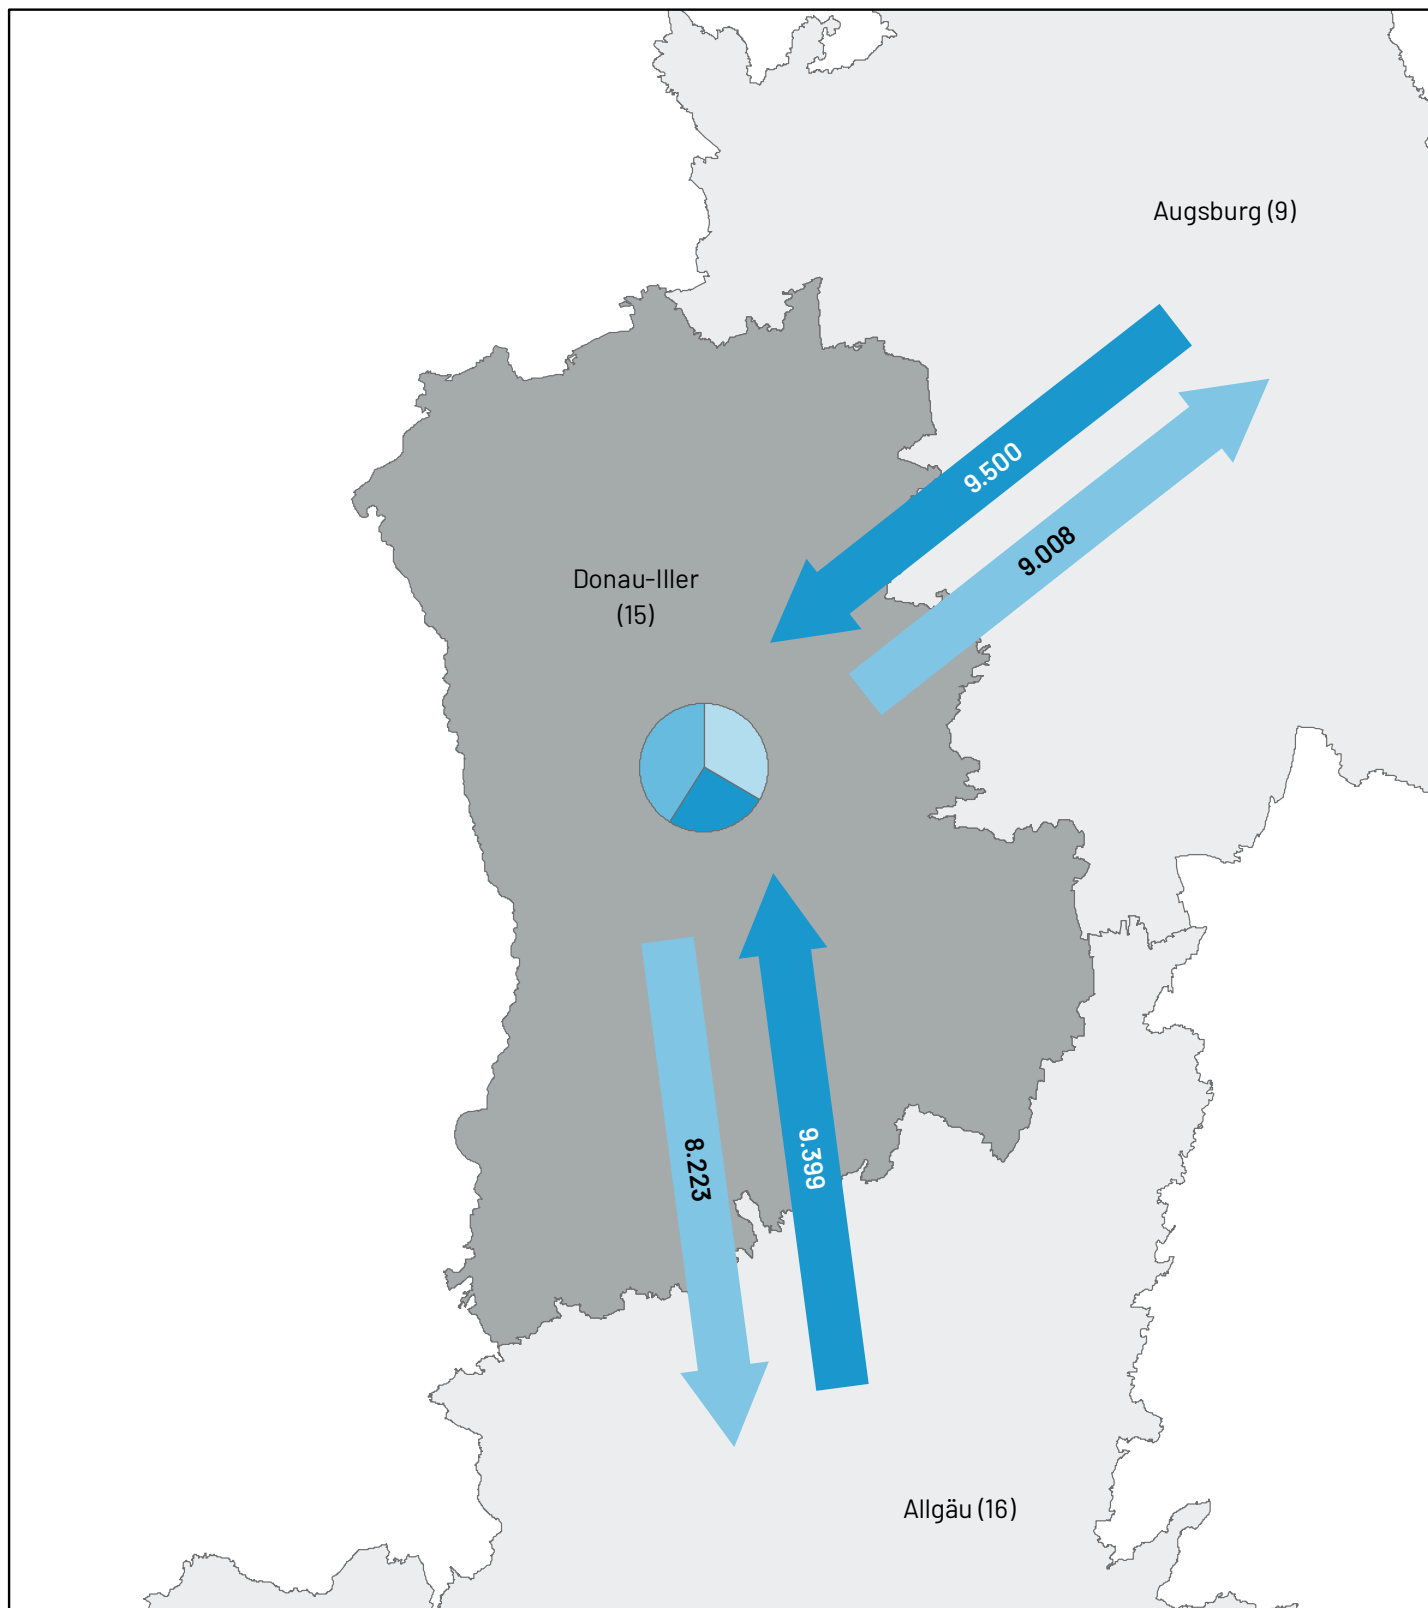 Augsburg (9)
9.500
9.008
Donau-Iller
(15)
8.223
9.399
Allgäu (16)